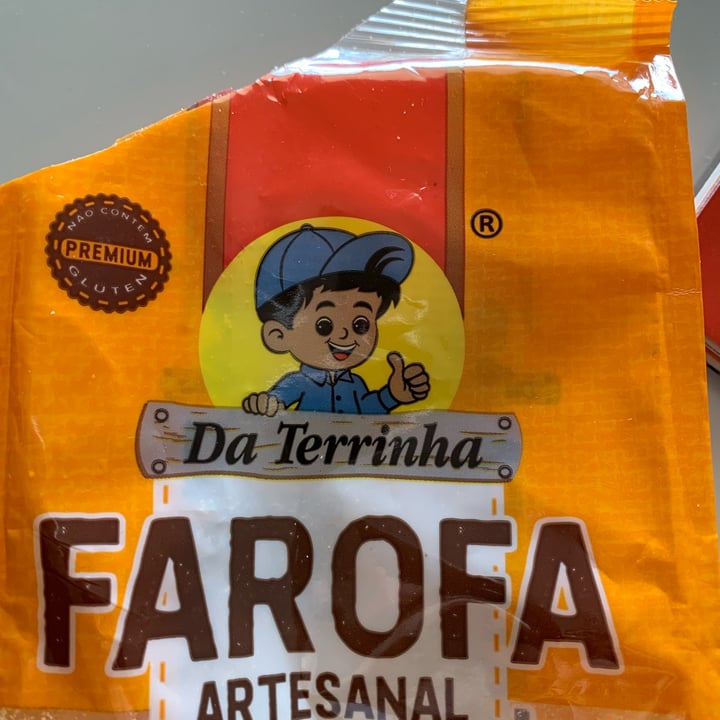 NÃO CONTÉM
PREMIUM
GLÚTEN
®
Da Terrinha
FAROFA
ARTESANAL